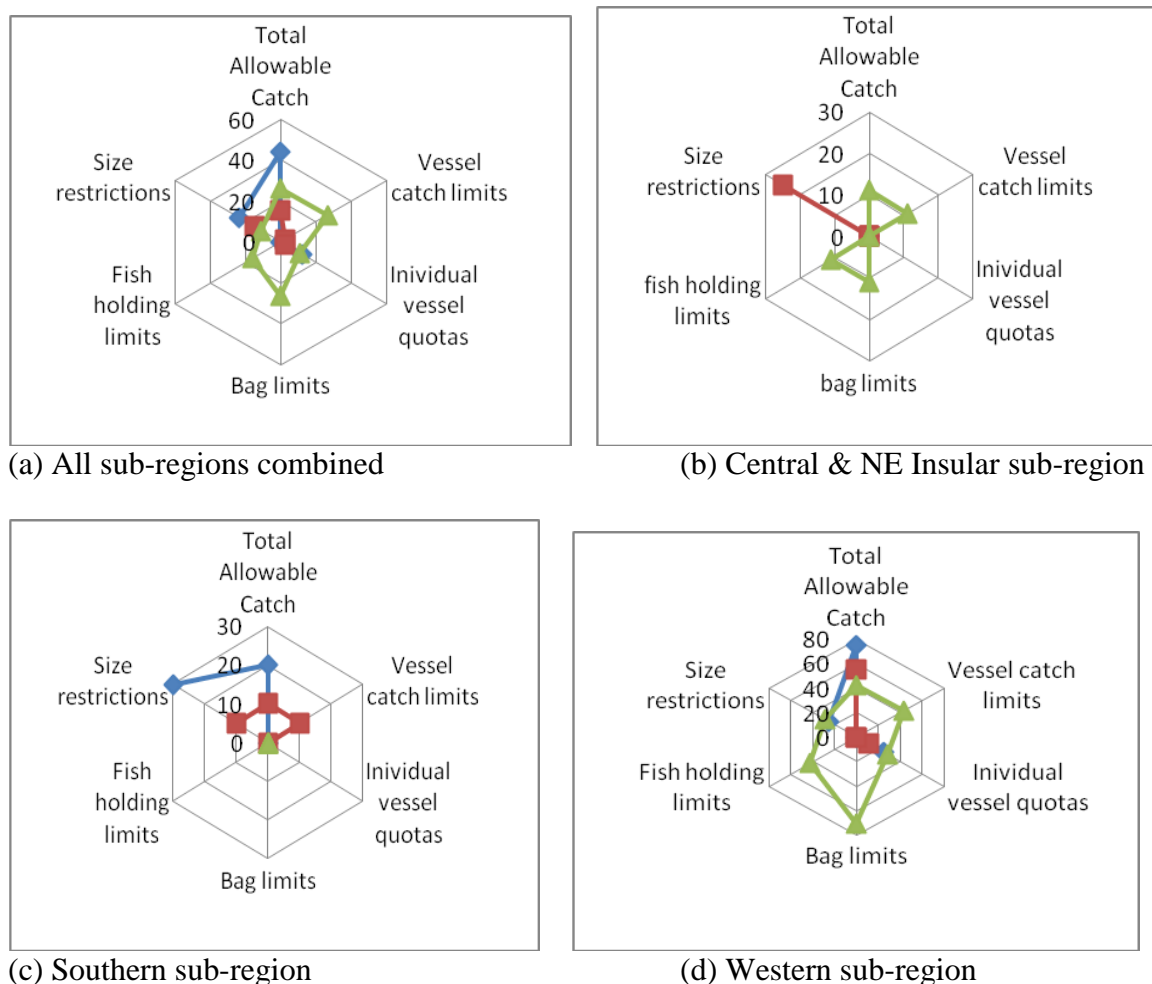 Total
Allowable
Catch
60
40
20
0
Size
restrictions
Vessel
catch limits
Fish
holding
limits
Inividual
vessel
quotas
Bag limits
(a) All sub-regions combined
Total
Allowable
Catch
30
20
10
0
Size
restrictions
Vessel
catch limits
fish holding
limits
Inividual
vessel
quotas
bag limits
(b) Central & NE Insular sub-region
Total
Allowable
Catch
30
20
10
0
Size
restrictions
Vessel
catch limits
Fish
holding
limits
Inividual
vessel
quotas
Bag limits
(c) Southern sub-region
Total
Allowable
Catch
80
60
40
20
0
Size
restrictions
Vessel catch
limits
Fish holding
limits
Inividual
vessel quotas
Bag limits
(d) Western sub-region